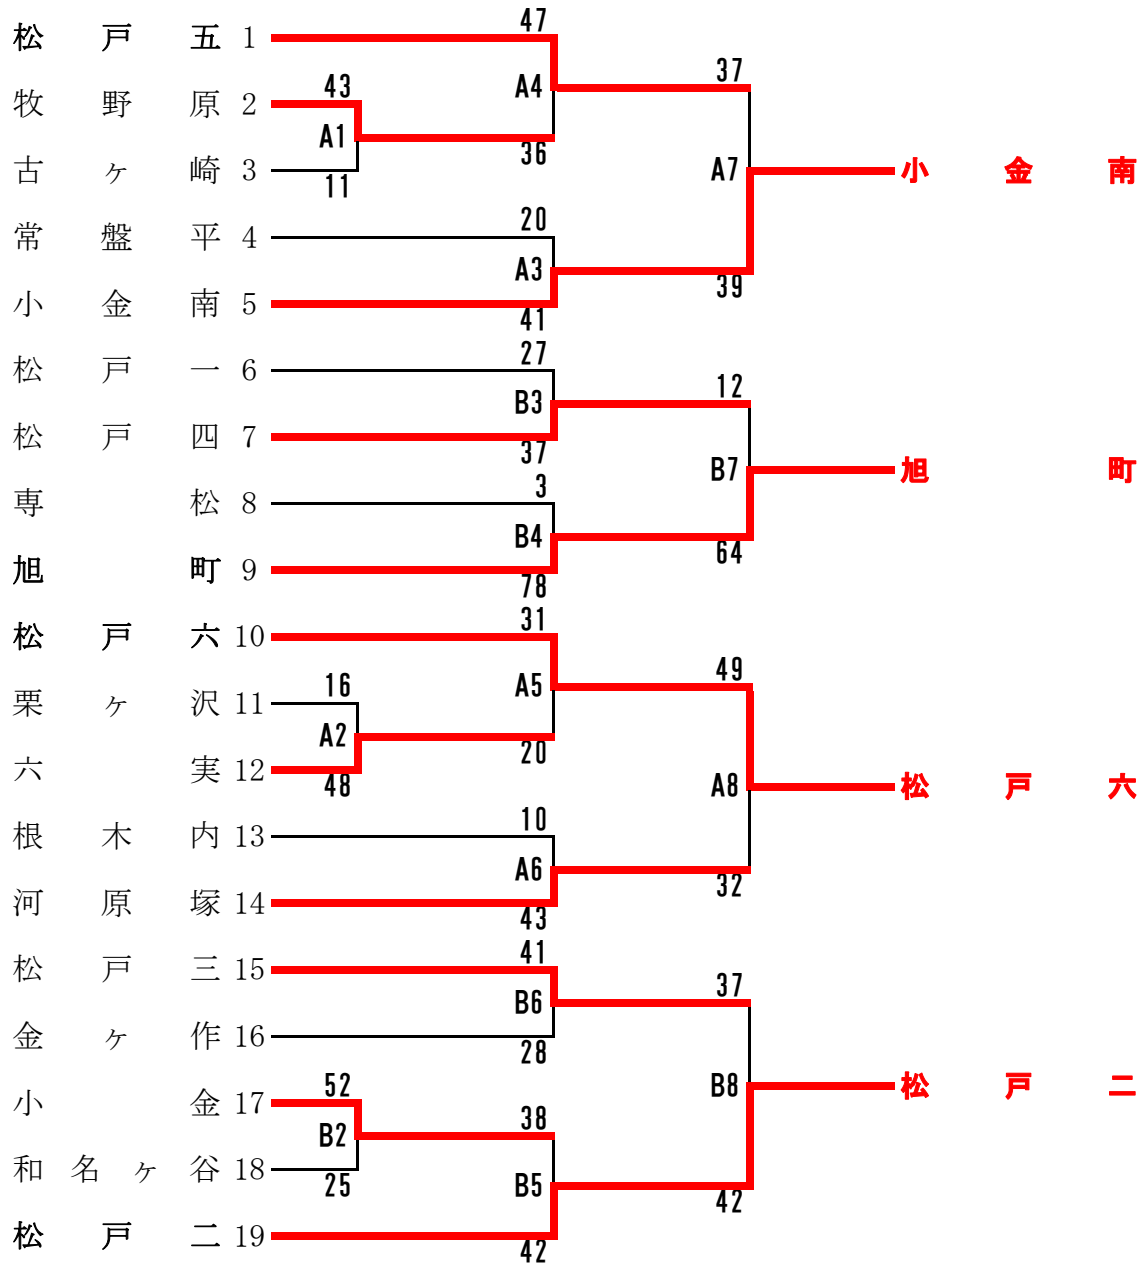 47
松戸五 1
37
A4
43
牧野原 2
A1
36
古ヶ崎 3
A7
小金南
11
20
常盤平 4
A3
39
小金南 5
41
27
松戸一 6
12
B3
松戸四 7
37
B7
旭町
3
専松 8
B4
64
旭町 9
78
31
松戸六 10
49
16
A5
栗ヶ沢 11
A2
20
六実 12
48
A8
松戸六
10
根木内 13
A6
32
河原塚 14
43
41
松戸三 15
37
B6
金ヶ作 16
28
52
B8
松戸二
小金 17
38
B2
和名ヶ谷 18
25
B5
42
松戸二 19
42